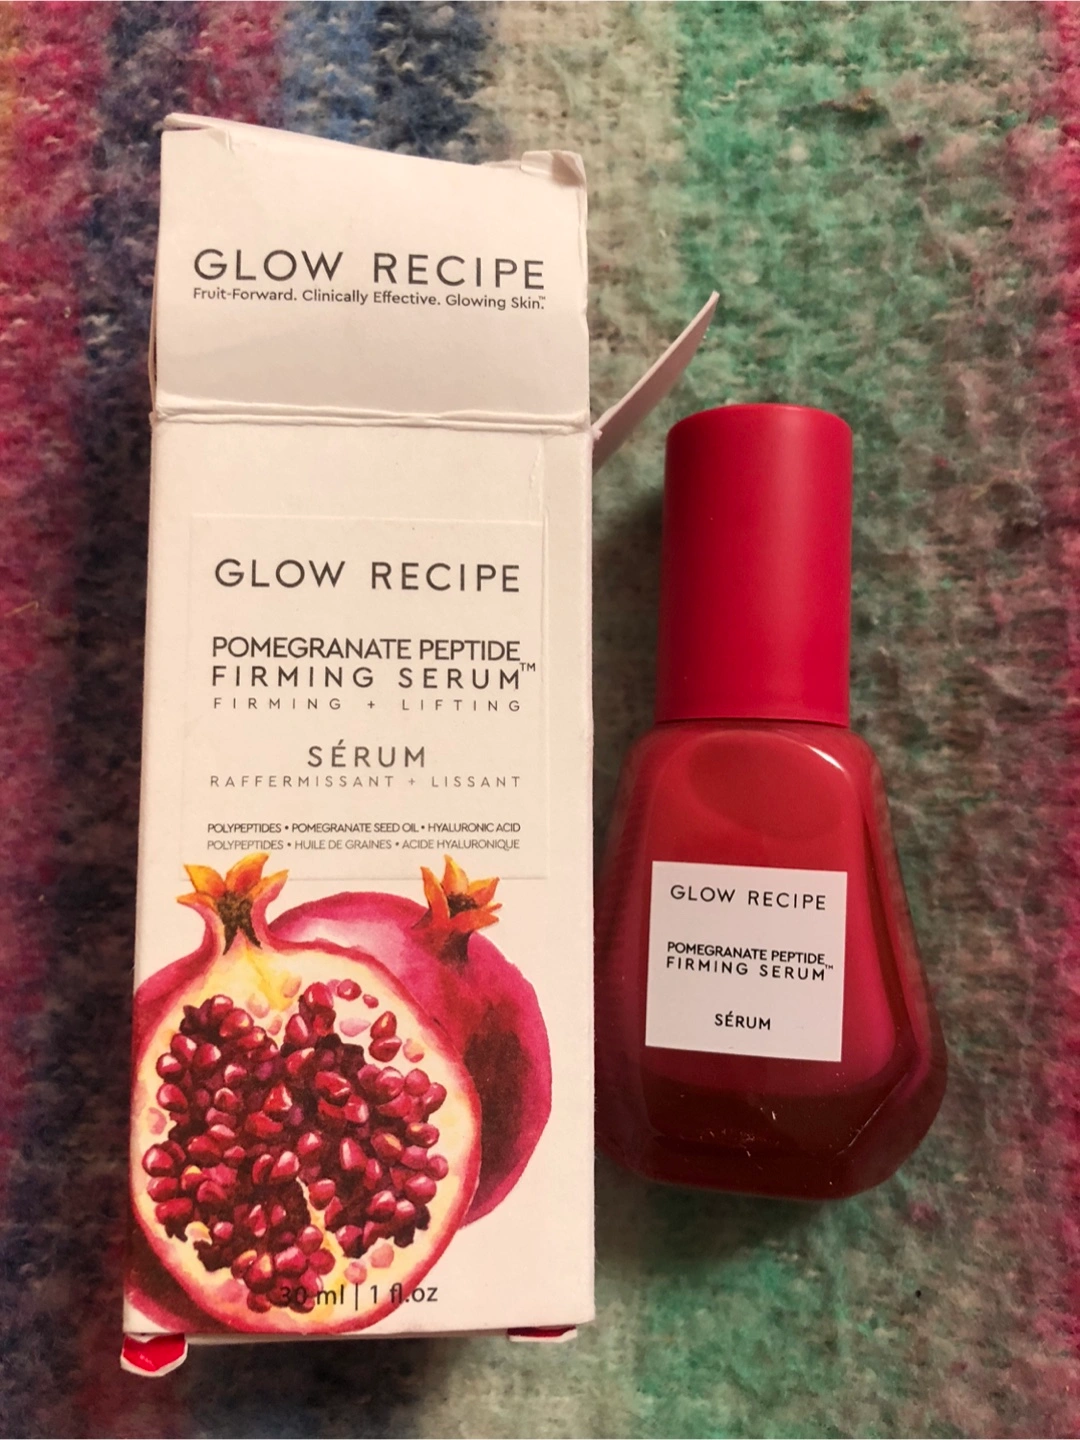 GLOW RECIPE
Fruit-Forward. Clinically Effective. Glowing Skin.™
GLOW RECIPE
POMEGRANATE PEPTIDE
FIRMING SERUM™
FIRMING + LIFTING
SÉRUM
RAFFERMISSANT + LISSANT
POLYPEPTIDES • POMEGRANATE SEED OIL • HYALURONIC ACID
POLYPEPTIDES • HUILE DE GRAINES • ACIDE HYALURONIQUE
30 ml | 1 fl.oz
GLOW RECIPE
POMEGRANATE PEPTIDE
FIRMING SERUM™
SÉRUM